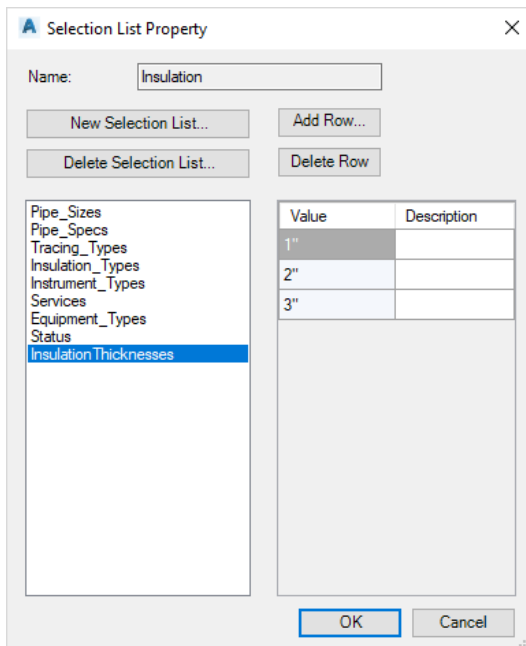 Selection List Property
Name: Insulation
New Selection List...
Add Row...
Delete Selection List...
Delete Row
Pipe_Sizes
Pipe_Specs
Tracing_Types
Insulation_Types
Instrument_Types
Services
Equipment_Types
Status
InsulationThicknesses
Value Description
1"
2"
3"
OK Cancel